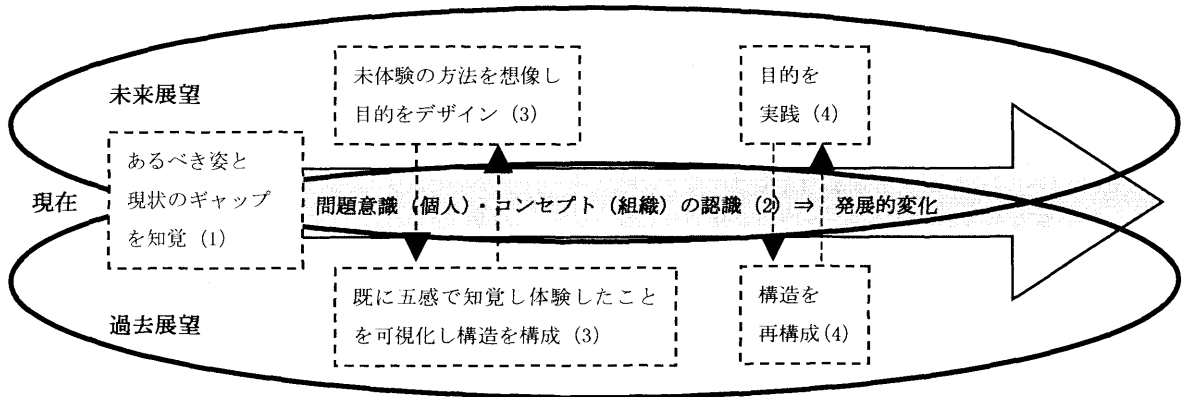 未来展望
未体験の方法を想像し
目的をデザイン (3)
目的を
実践 (4)
現在
あるべき姿と
現状のギャップ
を知覚 (1)
問題意識 (個人)・コンセプト (組織) の認識 (2) ⇒ 発展的変化
過去展望
既に五感で知覚し体験したこと
を可視化し構造を構成 (3)
構造を
再構成 (4)